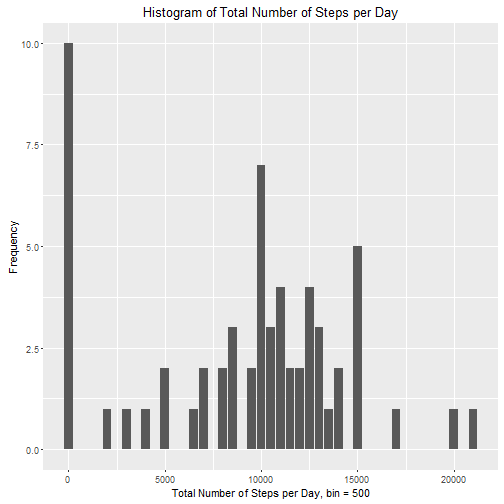 Histogram of Total Number of Steps per Day
10.0
7.5
5.0
2.5
0.0
Frequency
0 5000 10000 15000 20000
Total Number of Steps per Day, bin = 500